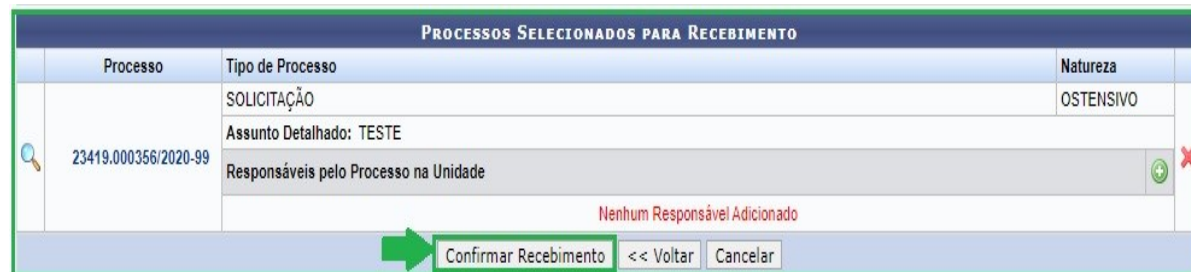 PROCESSOS SELECIONADOS PARA RECEBIMENTO
Processo Tipo de Processo Natureza
SOLICITAÇÃO OSTENSIVO
Assunto Detalhado: TESTE
23419.000356/2020-99
Responsáveis pelo Processo na Unidade
Nenhum Responsável Adicionado
Confirmar Recebimento << Voltar Cancelar